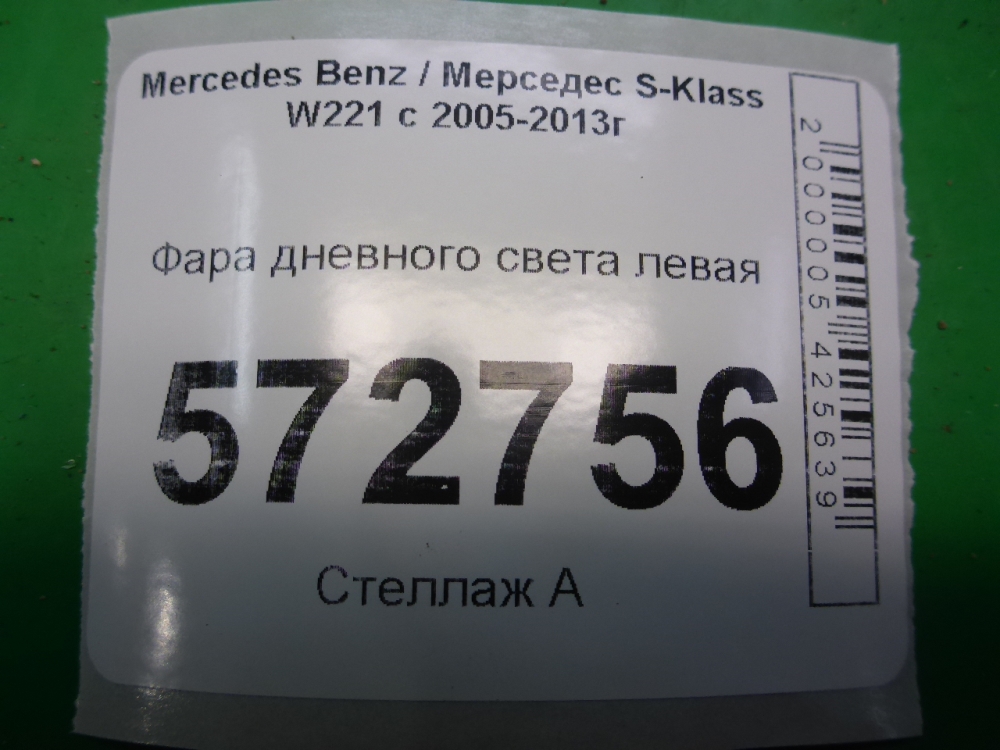 Mercedes Benz / Мерседес S-Klass
W221 с 2005-2013г
Фара дневного света левая
572756
Стеллаж А
2000005425639